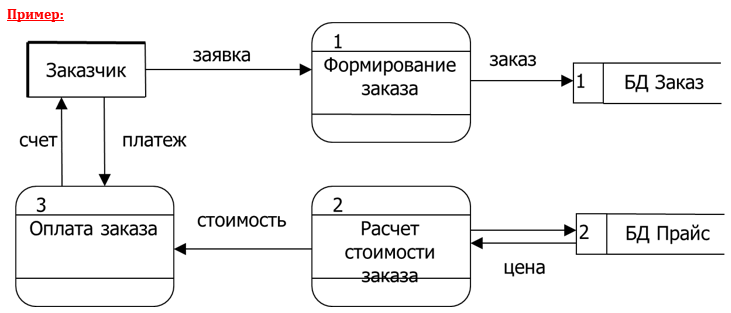 Пример:
Заказчик
заявка
1
Формирование
заказа
заказ
1
БД Заказ
счет
платеж
3
Оплата заказа
стоимость
2
Расчет
стоимости
заказа
2
БД Прайс
цена